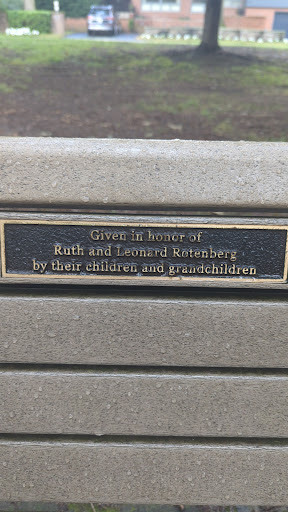 Given in honor of
Ruth and Leonard Rotenberg
by their children and grandchildren